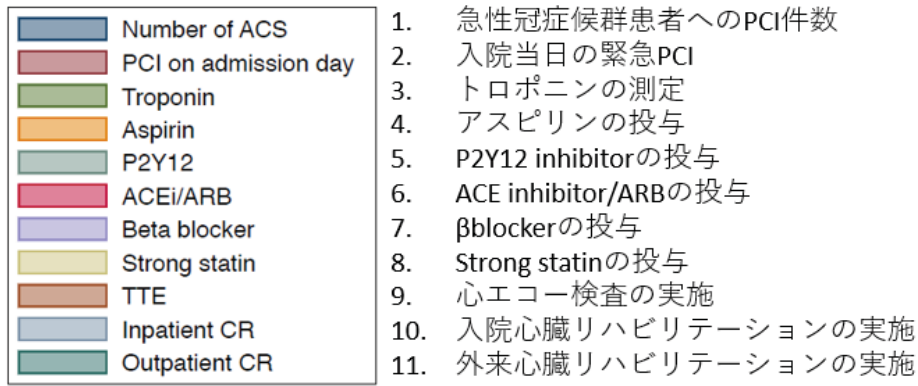 Number of ACS
PCI on admission day
Troponin
Aspirin
P2Y12
ACEi/ARB
Beta blocker
Strong statin
TTE
Inpatient CR
Outpatient CR
1. 急性冠症候群患者へのPCI件数
2. 入院当日の緊急PCI
3. トロポニンの測定
4. アスピリンの投与
5. P2Y12 inhibitorの投与
6. ACE inhibitor/ARBの投与
7. βblockerの投与
8. Strong statinの投与
9. 心エコー検査の実施
10. 入院心臓リハビリテーションの実施
11. 外来心臓リハビリテーションの実施